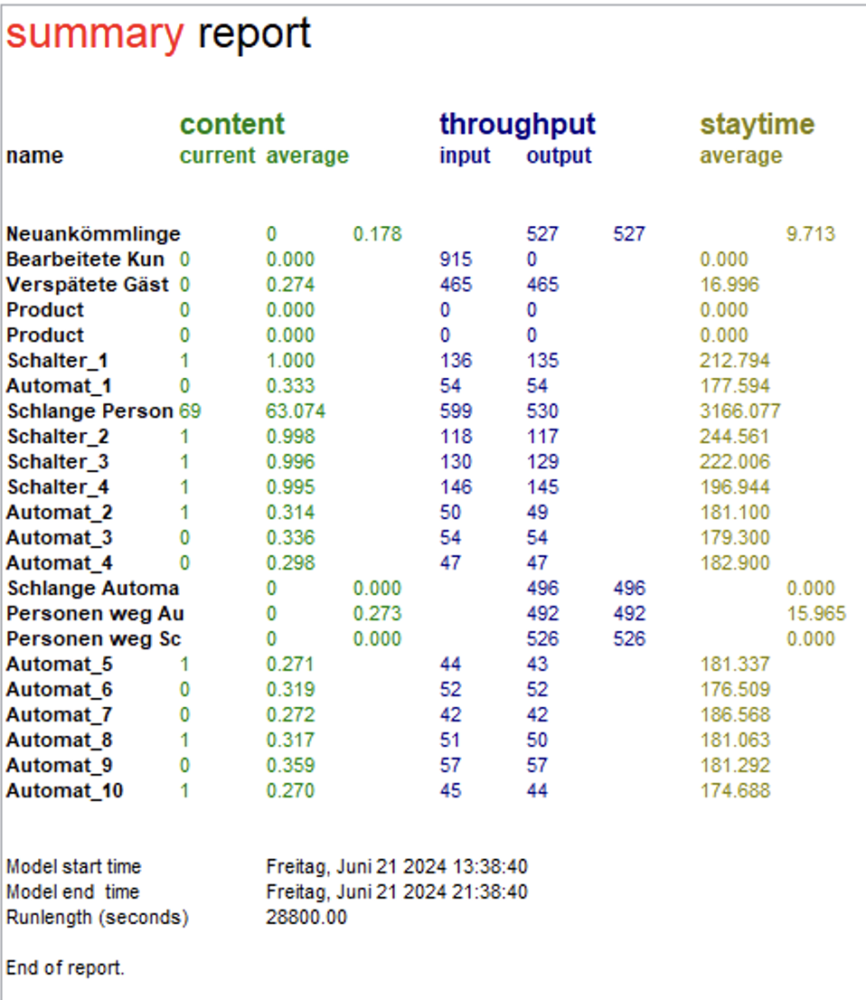 summary report
content throughput staytime
name current average input output average
Neuankömmlinge 0 0.178 527 527 9.713
Bearbeitete Kun 0 0.000 915 0 0.000
Verspätete Gäst 0 0.274 465 465 16.996
Product 0 0.000 0 0 0.000
Product 0 0.000 0 0 0.000
Schalter_1 1 1.000 136 135 212.794
Automat_1 0 0.333 54 54 177.594
Schlange Person 69 63.074 599 530 3166.077
Schalter_2 1 0.998 118 117 244.561
Schalter_3 1 0.996 130 129 222.006
Schalter_4 1 0.995 146 145 196.944
Automat_2 1 0.314 50 49 181.100
Automat_3 0 0.336 54 54 179.300
Automat_4 0 0.298 47 47 182.900
Schlange Automa 0 0.000 496 496 0.000
Personen weg Au 0 0.273 492 492 15.965
Personen weg Sc 0 0.000 526 526 0.000
Automat_5 1 0.271 44 43 181.337
Automat_6 0 0.319 52 52 176.509
Automat_7 0 0.272 42 42 186.568
Automat_8 1 0.317 51 50 181.063
Automat_9 0 0.359 57 57 181.292
Automat_10 1 0.270 45 44 174.688
Model start time Freitag, Juni 21 2024 13:38:40
Model end time Freitag, Juni 21 2024 21:38:40
Runlength (seconds) 28800.00
End of report.